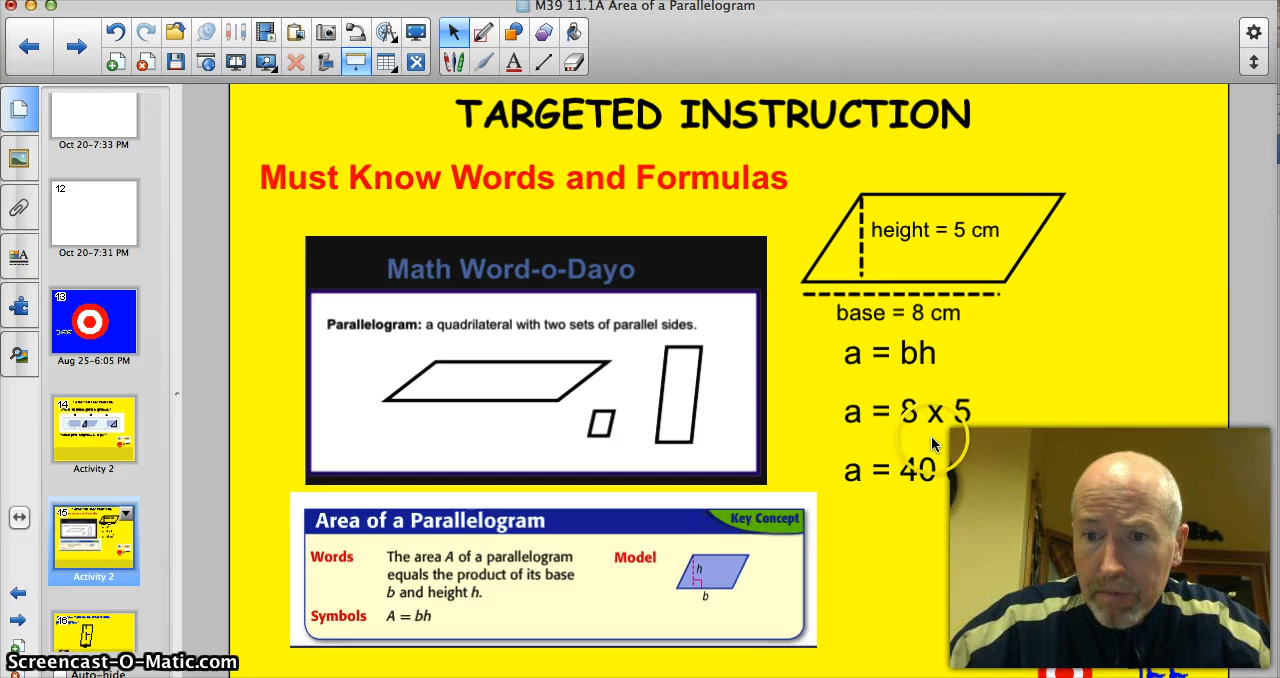 M39 11.1A Area of a Parallelogram
Oct 20-7:33 PM
12
Oct 20-7:31 PM
13
Aug 25-6:05 PM
14
Activity 2
15
Activity 2
16
Auto-hide
TARGETED INSTRUCTION
Must Know Words and Formulas
Math Word-o-Dayo
Parallelogram: a quadrilateral with two sets of parallel sides.
height = 5 cm
base = 8 cm
a = bh
a = 8 x 5
a = 40
Area of a Parallelogram
Key Concept
Words
The area A of a parallelogram
equals the product of its base
b and height h.
Model
h
b
Symbols
A = bh
Screencast-O-Matic.com